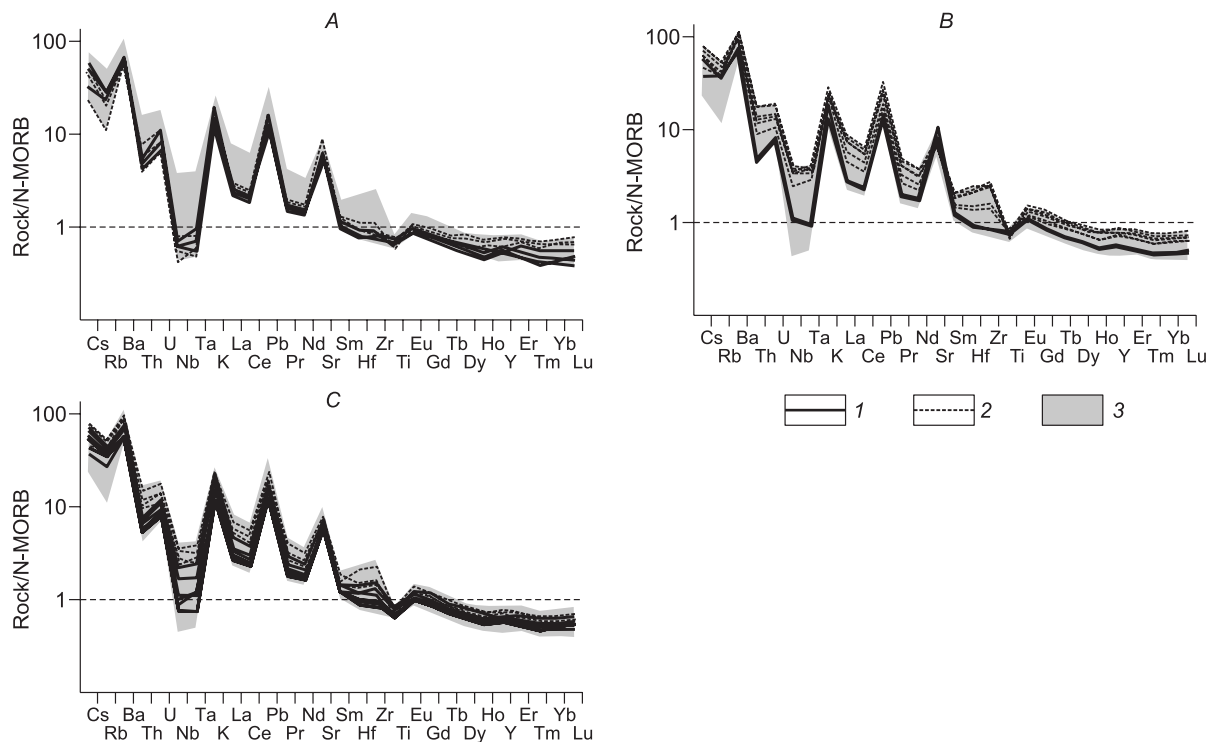 A
100
10
1
Rock/N-MORB
Cs Ba U Ta La Pb Nd Sm Zr Eu Tb Ho Er Yb
Rb Th Nb K Ce Pr Sr Hf Ti Gd Dy Y Tm Lu
B
100
10
1
Rock/N-MORB
Cs Ba U Ta La Pb Nd Sm Zr Eu Tb Ho Er Yb
Rb Th Nb K Ce Pr Sr Hf Ti Gd Dy Y Tm Lu
1 2 3
C
100
10
1
Rock/N-MORB
Cs Ba U Ta La Pb Nd Sm Zr Eu Tb Ho Er Yb
Rb Th Nb K Ce Pr Sr Hf Ti Gd Dy Y Tm Lu